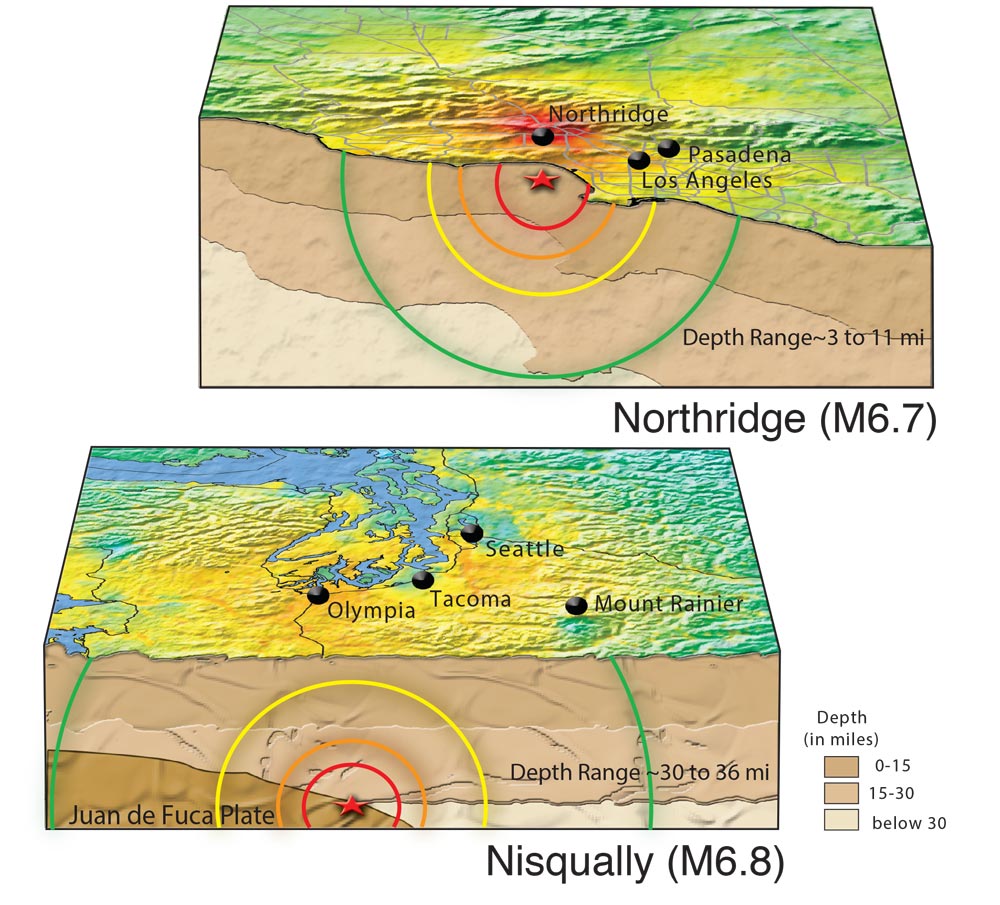 Northridge
Pasadena
Los Angeles
Depth Range~3 to 11 mi
Northridge (M6.7)
Seattle
Tacoma
Olympia
Mount Rainier
Depth Range ~30 to 36 mi
Juan de Fuca Plate
Nisqually (M6.8)
Depth
(in miles)
0-15
15-30
below 30